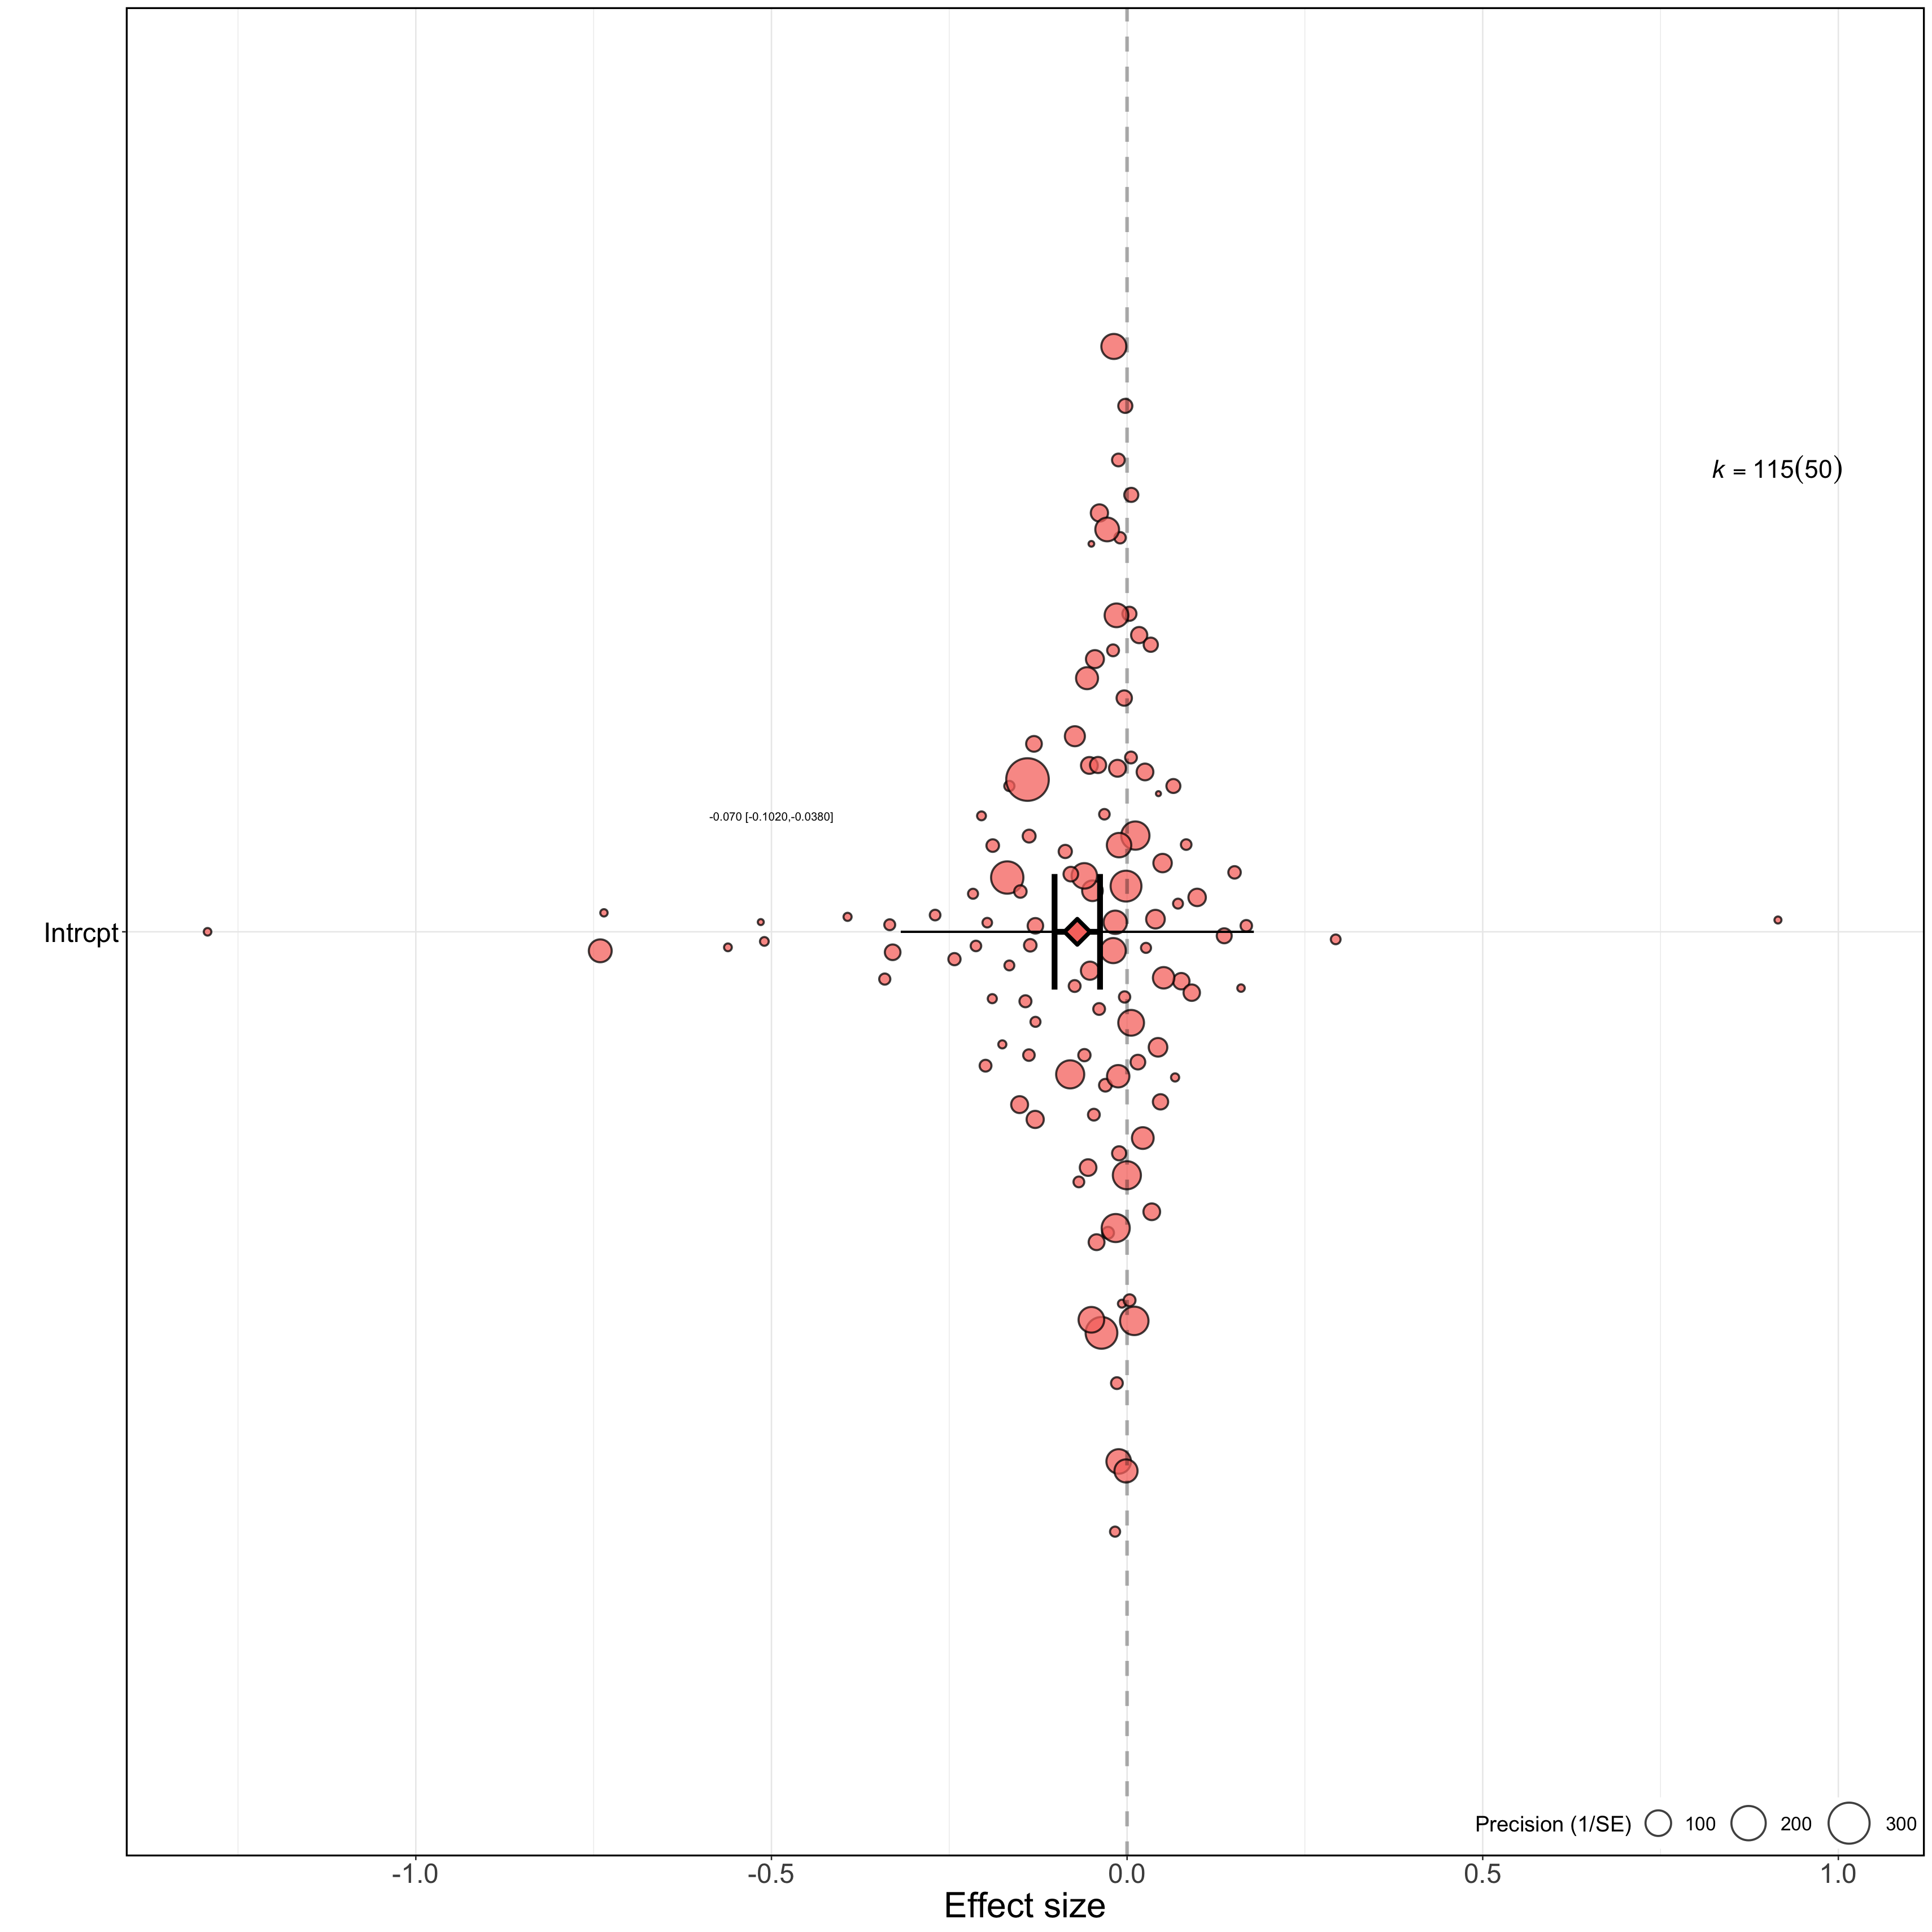 k = 115(50)
-0.070 [-0.1020,-0.0380]
Intrcpt
Precision (1/SE) 100 200 300
-1.0 -0.5 0.0 0.5 1.0
Effect size